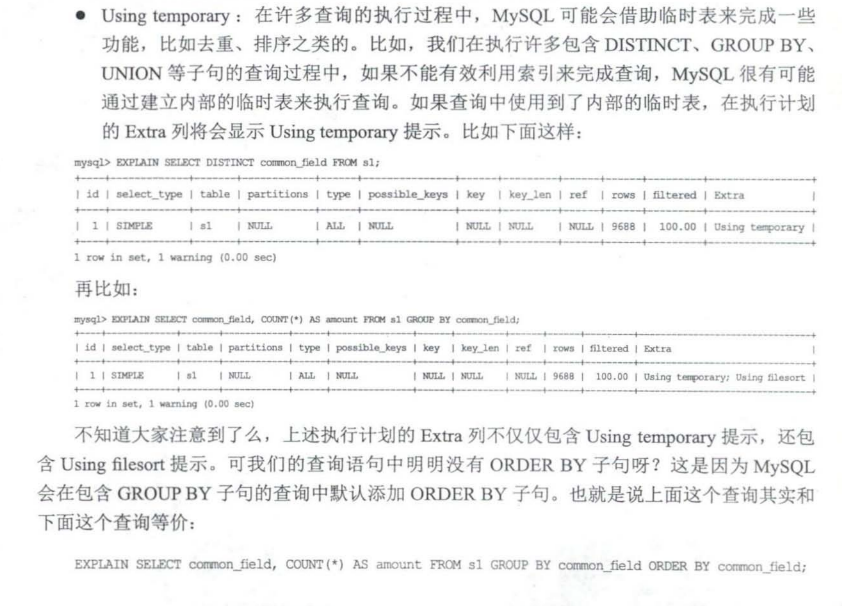 ● Using temporary：在许多查询的执行过程中，MySQL 可能会借助临时表来完成一些
功能，比如去重、排序之类的。比如，我们在执行许多包含 DISTINCT、GROUP BY、
UNION 等子句的查询过程中，如果不能有效利用索引来完成查询，MySQL 很有可能
通过建立内部的临时表来执行查询。如果查询中使用到了内部的临时表，在执行计划
的 Extra 列将会显示 Using temporary 提示。比如下面这样：
mysql> EXPLAIN SELECT DISTINCT common_field FROM s1;
| id | select_type | table | partitions | type | possible_keys | key | key_len | ref | rows | filtered | Extra |
| 1 | SIMPLE | s1 | NULL | ALL | NULL | NULL | NULL | NULL | 9688 | 100.00 | Using temporary |
1 row in set, 1 warning (0.00 sec)
再比如：
mysql> EXPLAIN SELECT common_field, COUNT(*) AS amount FROM s1 GROUP BY common_field;
| id | select_type | table | partitions | type | possible_keys | key | key_len | ref | rows | filtered | Extra |
| 1 | SIMPLE | s1 | NULL | ALL | NULL | NULL | NULL | NULL | 9688 | 100.00 | Using temporary; Using filesort |
1 row in set, 1 warning (0.00 sec)
不知道大家注意到了么，上述执行计划的 Extra 列不仅仅包含 Using temporary 提示，还包
含 Using filesort 提示。可我们的查询语句中明明没有 ORDER BY 子句呀？这是因为 MySQL
会在包含 GROUP BY 子句的查询中默认添加 ORDER BY 子句。也就是说上面这个查询其实和
下面这个查询等价：
EXPLAIN SELECT common_field, COUNT(*) AS amount FROM s1 GROUP BY common_field ORDER BY common_field;